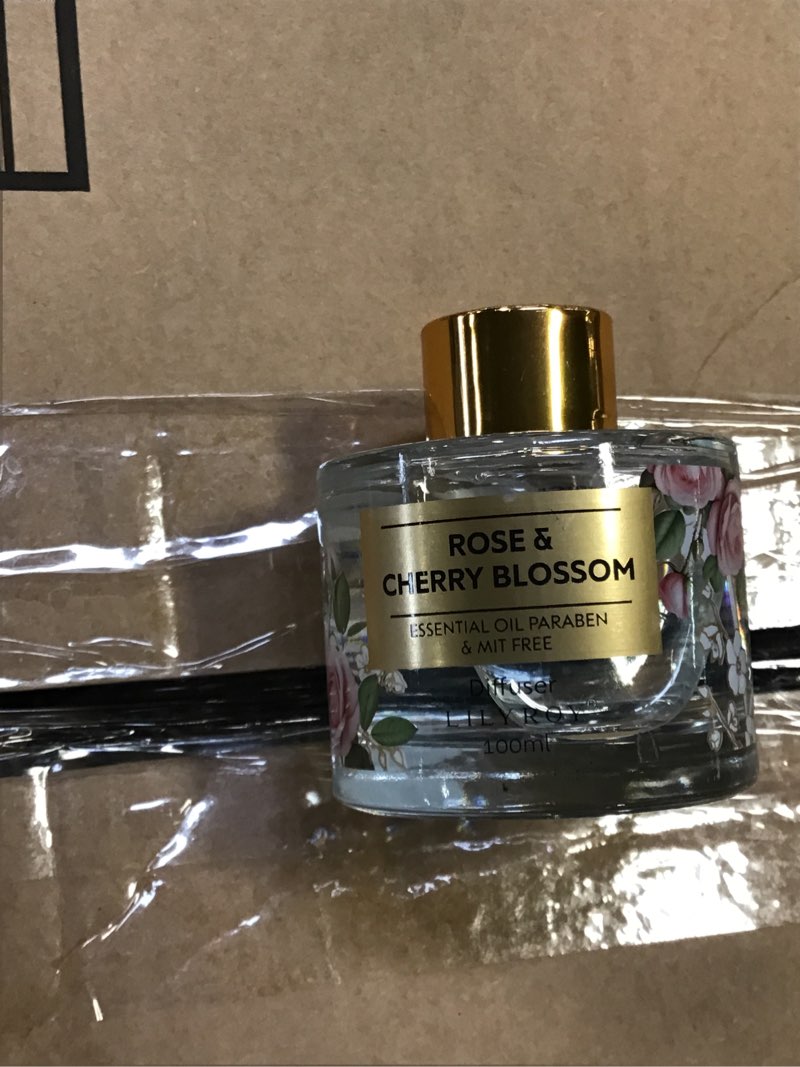 ROSE &
CHERRY BLOSSOM
ESSENTIAL OIL PARABEN
& MIT FREE
Diffuser
LILYROY®
100ml